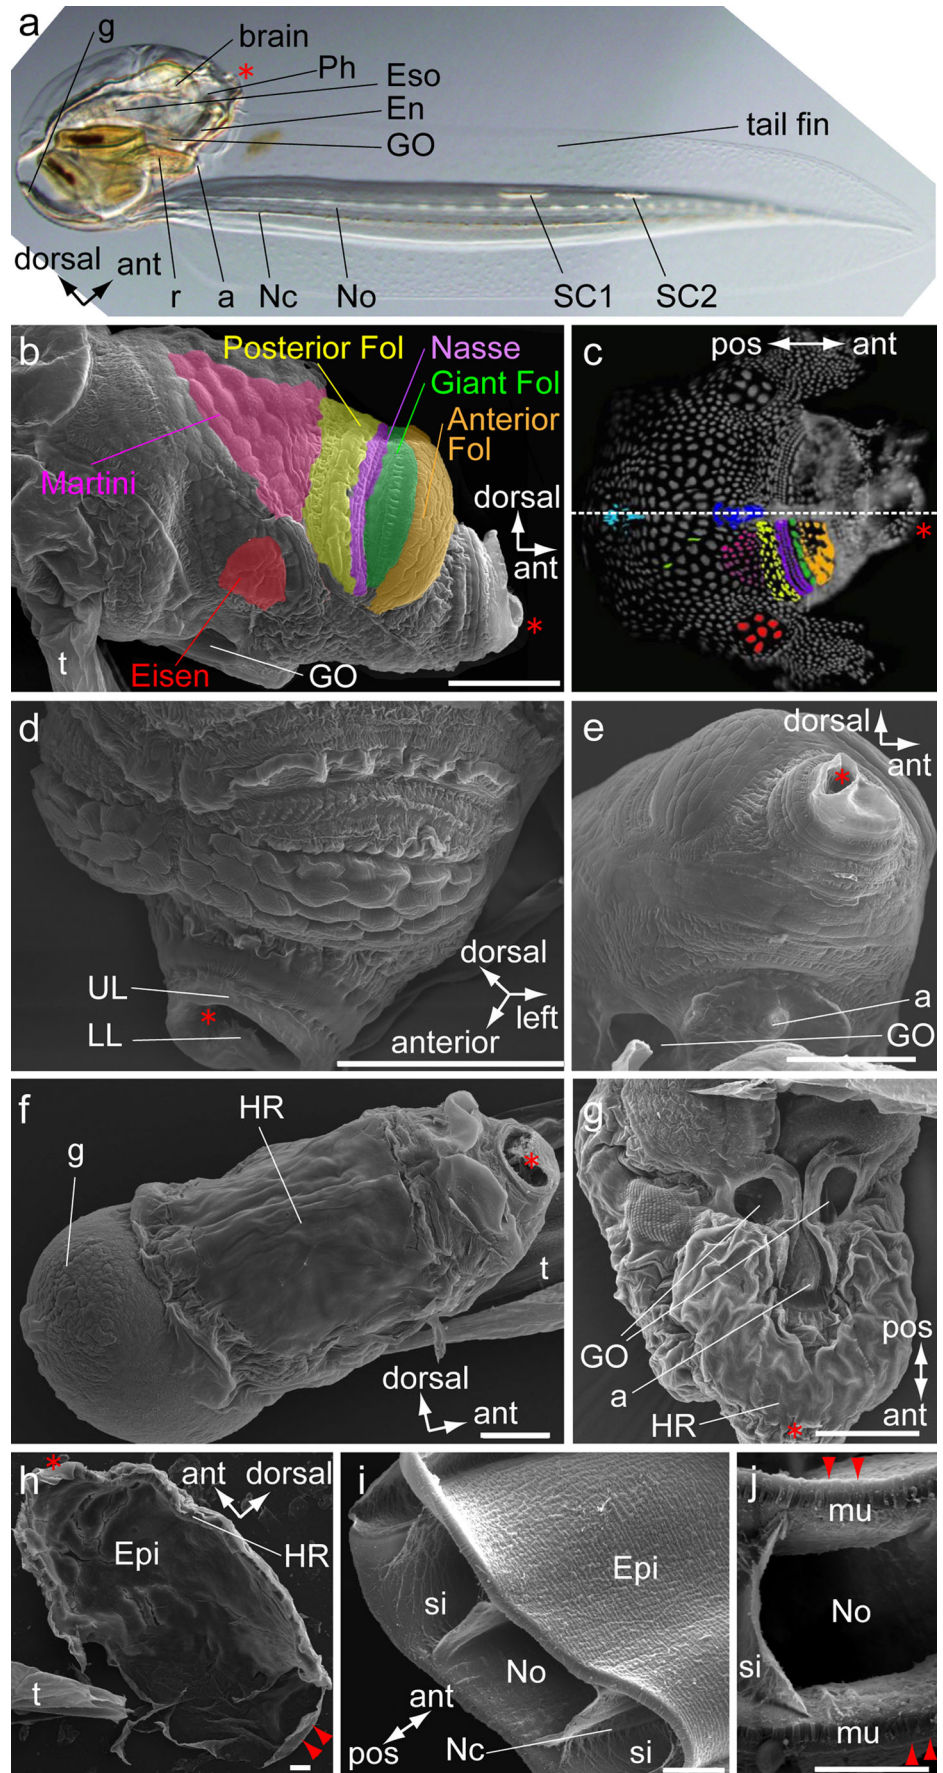 a
g
brain
*
Ph
Eso
En
GO
tail fin
dorsal
ant
r
a
Nc
No
SC1
SC2
b
Posterior Fol
Nasse
Giant Fol
Anterior
Fol
Martini
dorsal
ant
*
Eisen
GO
t
c
pos
ant
*
d
UL
*
LL
dorsal
left
anterior
e
dorsal
ant
*
a
GO
f
HR
g
*
t
dorsal
ant
g
GO
a
HR
*
pos
ant
h
*
ant
dorsal
Epi
HR
t
i
si
Epi
No
ant
pos
Nc
si
j
mu
No
si
mu